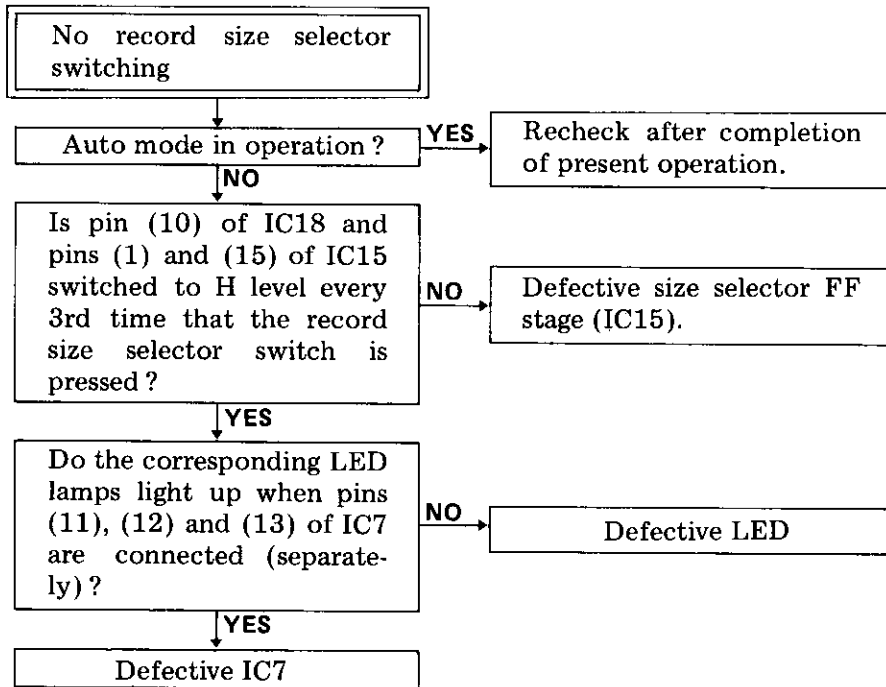 No record size selector
switching
Auto mode in operation?
YES
Recheck after completion
of present operation.
NO
Is pin (10) of IC18 and
pins (1) and (15) of IC15
switched to H level every
3rd time that the record
size selector switch is
pressed?
NO
Defective size selector FF
stage (IC15).
YES
Do the corresponding LED
lamps light up when pins
(11), (12) and (13) of IC7
are connected (separate-
ly)?
NO
Defective LED
YES
Defective IC7